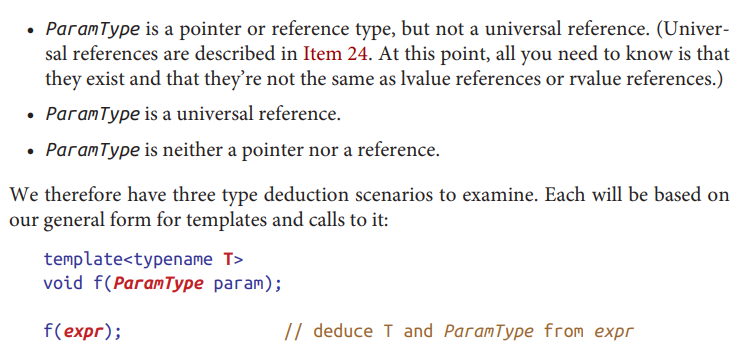 • ParamType is a pointer or reference type, but not a universal reference. (Univer-
sal references are described in Item 24. At this point, all you need to know is that
they exist and that they’re not the same as lvalue references or rvalue references.)
• ParamType is a universal reference.
• ParamType is neither a pointer nor a reference.
We therefore have three type deduction scenarios to examine. Each will be based on
our general form for templates and calls to it:
template<typename T>
void f(ParamType param);
f(expr); // deduce T and ParamType from expr